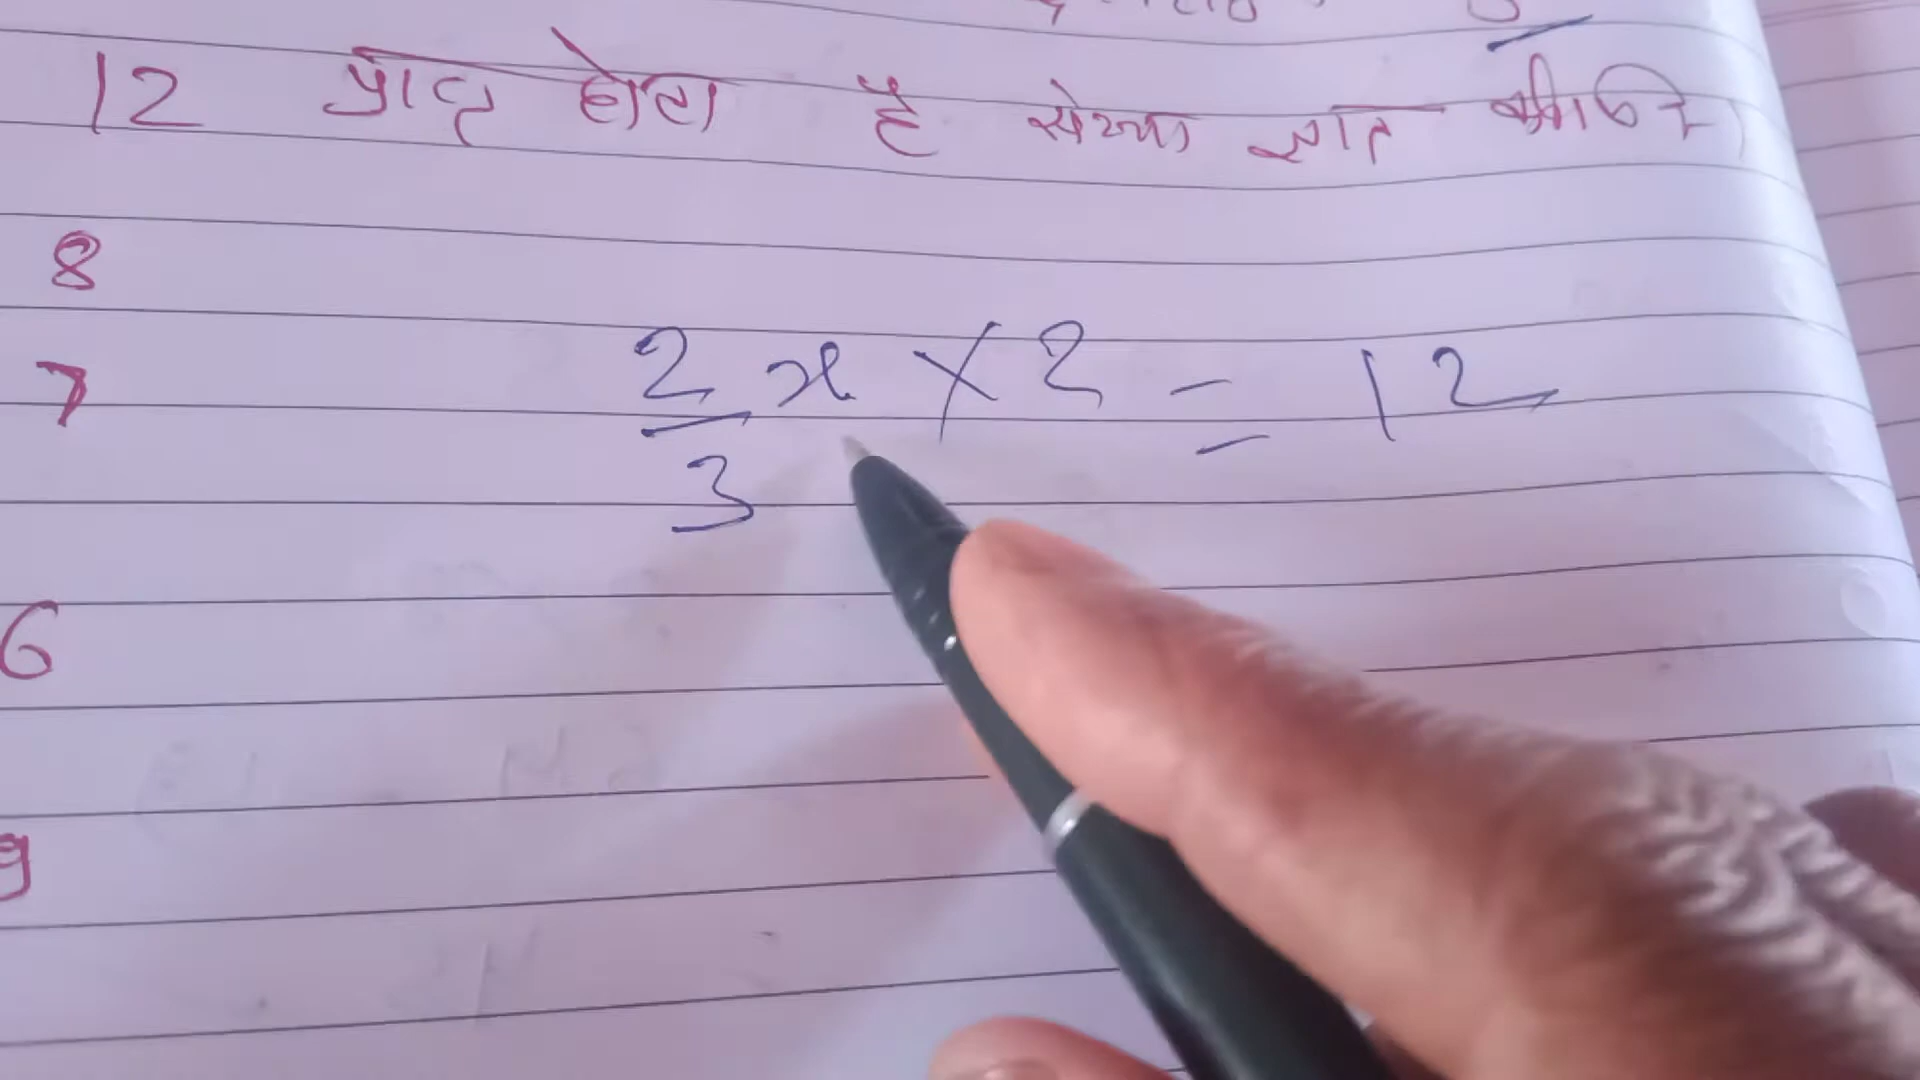 12 प्राप्त होता है संख्या ज्ञात कीजिए।
8
7
2/3 x × 2 = 12
6
9